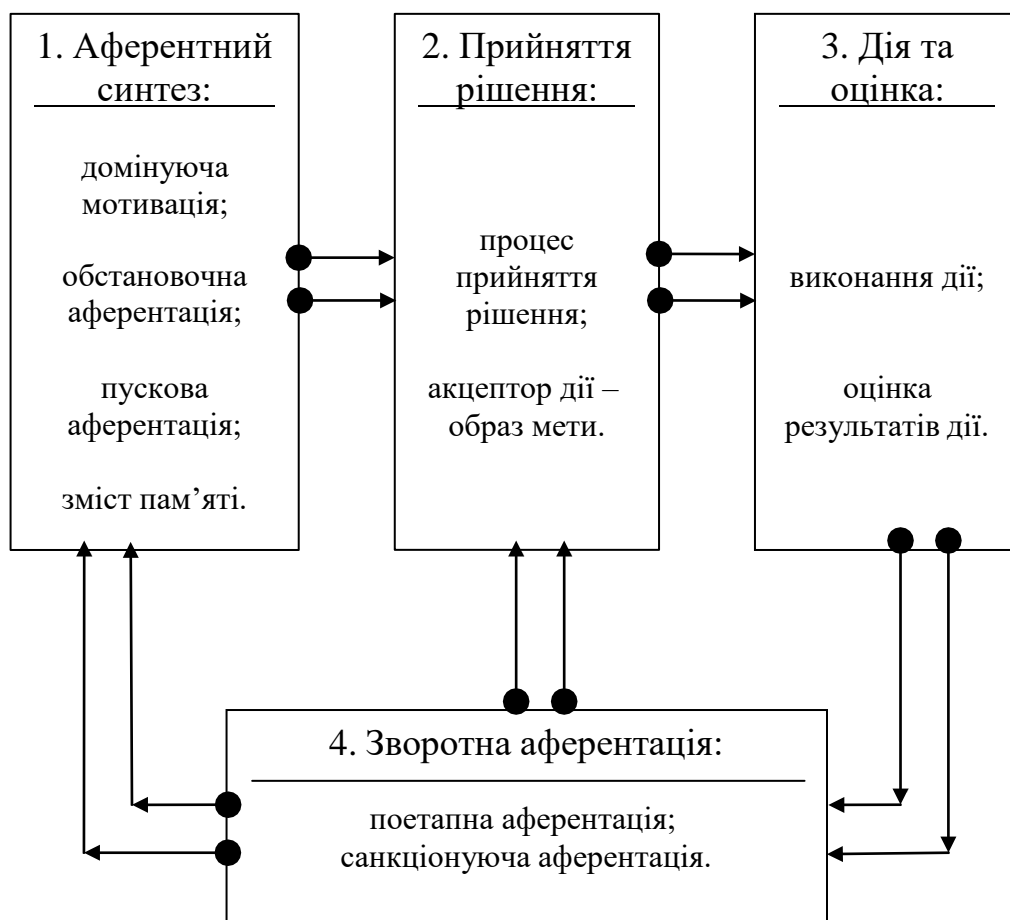 1. Аферентний
синтез:
домінуюча
мотивація;
обстановочна
аферентація;
пускова
аферентація;
зміст пам’яті.
2. Прийняття
рішення:
процес
прийняття
рішення;
акцептор дії –
образ мети.
3. Дія та
оцінка:
виконання дії;
оцінка
результатів дії.
4. Зворотна аферентація:
поетапна аферентація;
санкціонуюча аферентація.